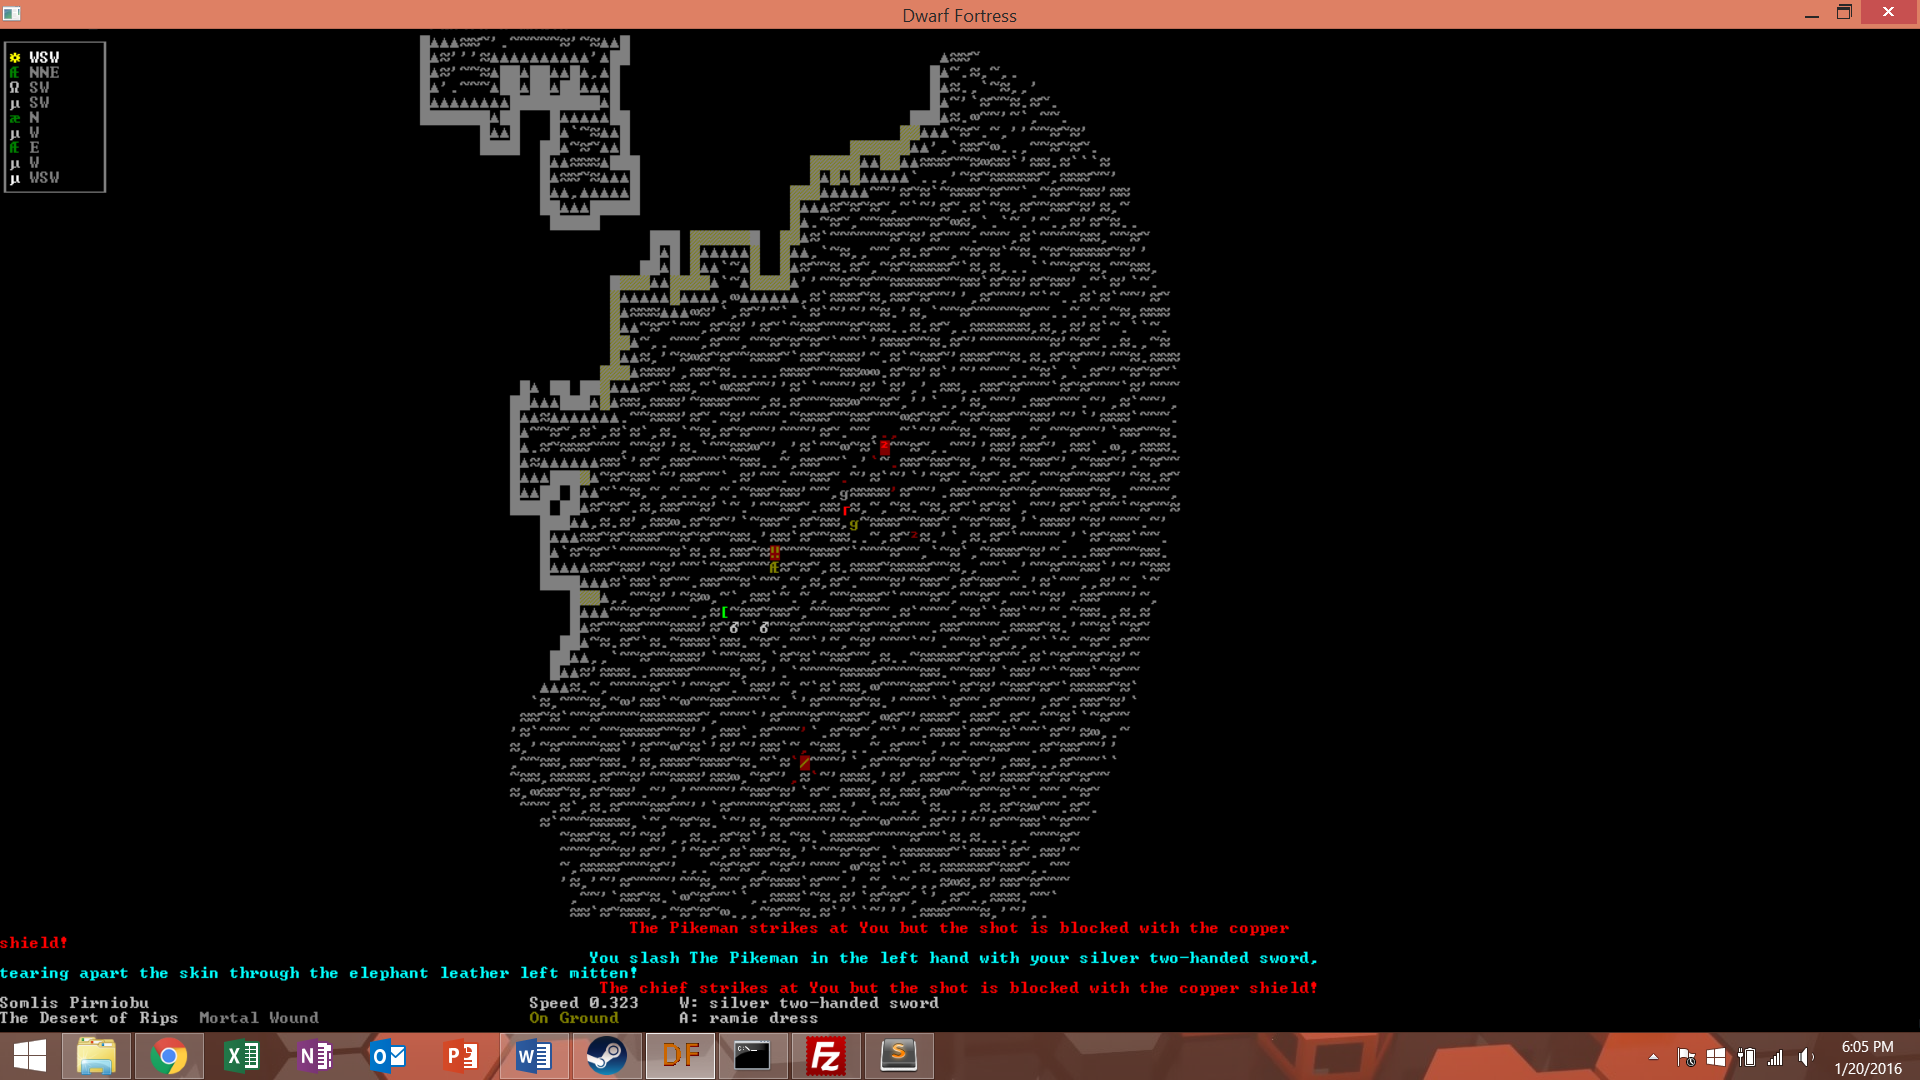 Dwarf Fortress
☼ WSW
Æ NNE
Ω SW
µ SW
æ N
µ W
Æ E
µ W
µ WSW
The Pikeman strikes at You but the shot is blocked with the copper
shield!
You slash The Pikeman in the left hand with your silver two-handed sword,
tearing apart the skin through the elephant leather left mitten!
The chief strikes at You but the shot is blocked with the copper shield!
Somlis Pirniobu Speed 0.323 W: silver two-handed sword
The Desert of Rips Mortal Wound On Ground A: ramie dress
DF
6:05 PM
1/20/2016